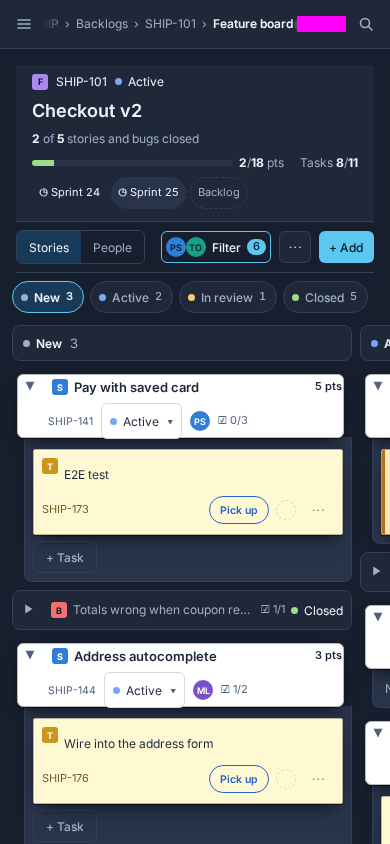 › Backlogs › SHIP-101 › Feature board
F SHIP-101 Active
Checkout v2
2 of 5 stories and bugs closed
2/18 pts Tasks 8/11
Sprint 24 Sprint 25 Backlog
Stories People PS TO Filter 6 ··· + Add
New 3 Active 2 In review 1 Closed 5
New 3
S Pay with saved card 5 pts
SHIP-141 Active PS 0/3
T E2E test
SHIP-173 Pick up ···
+ Task
B Totals wrong when coupon re... 1/1 Closed
S Address autocomplete 3 pts
SHIP-144 Active ML 1/2
T Wire into the address form
SHIP-176 Pick up ···
+ Task